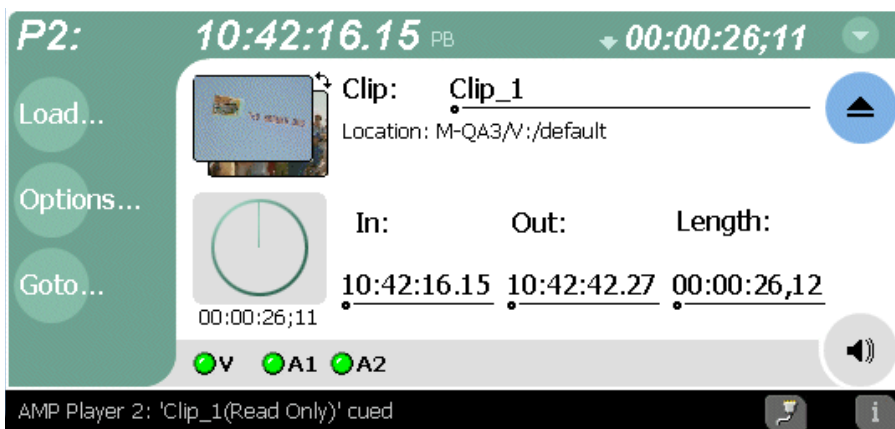 P2: 10:42:16.15 PB 00:00:26;11
Load...
Clip: Clip_1
Location: M-QA3/V:/default
Options...
In: Out: Length:
Goto...
10:42:16.15 10:42:42.27 00:00:26,12
00:00:26;11
V A1 A2
AMP Player 2: 'Clip_1(Read Only)' cued
i